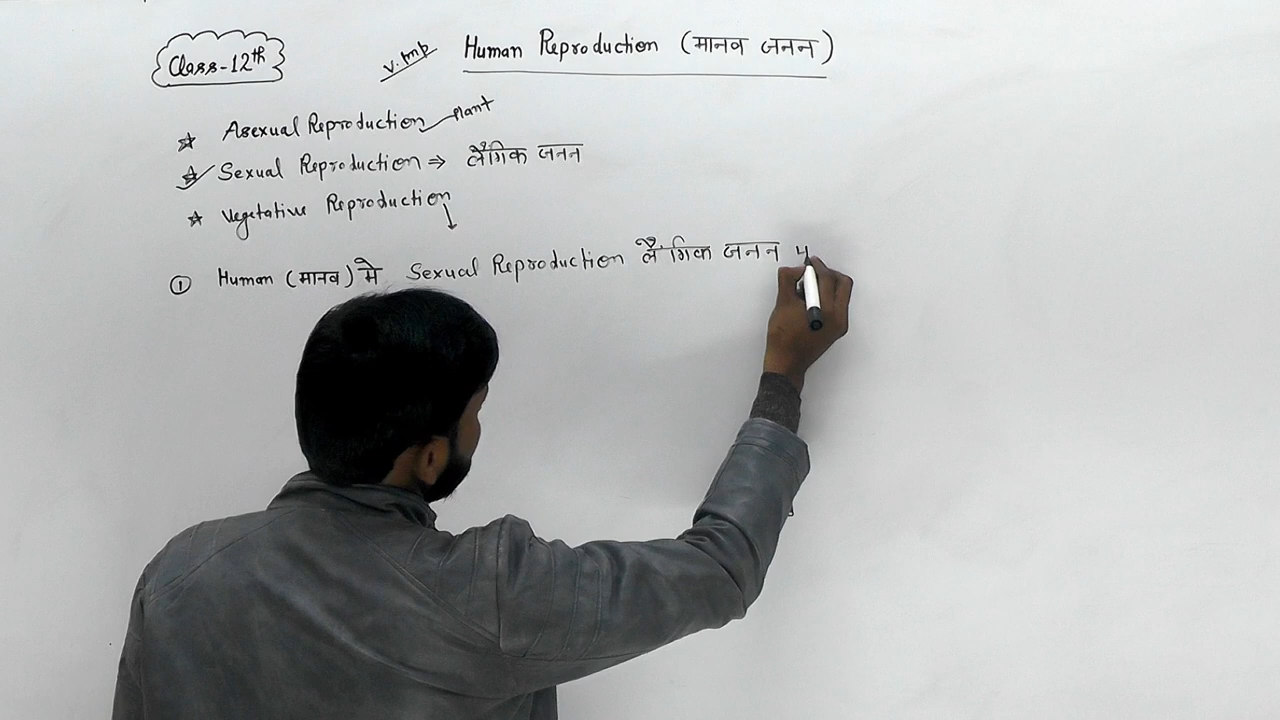 Class-12th
V. Imp
Human Reproduction (मानव जनन)
☆ Asexual Reproduction Plant
☆ Sexual Reproduction ⇒ लैंगिक जनन
☆ Vegetative Reproduction ↓
① Human (मानव) मे Sexual Reproduction लैंगिक जनन